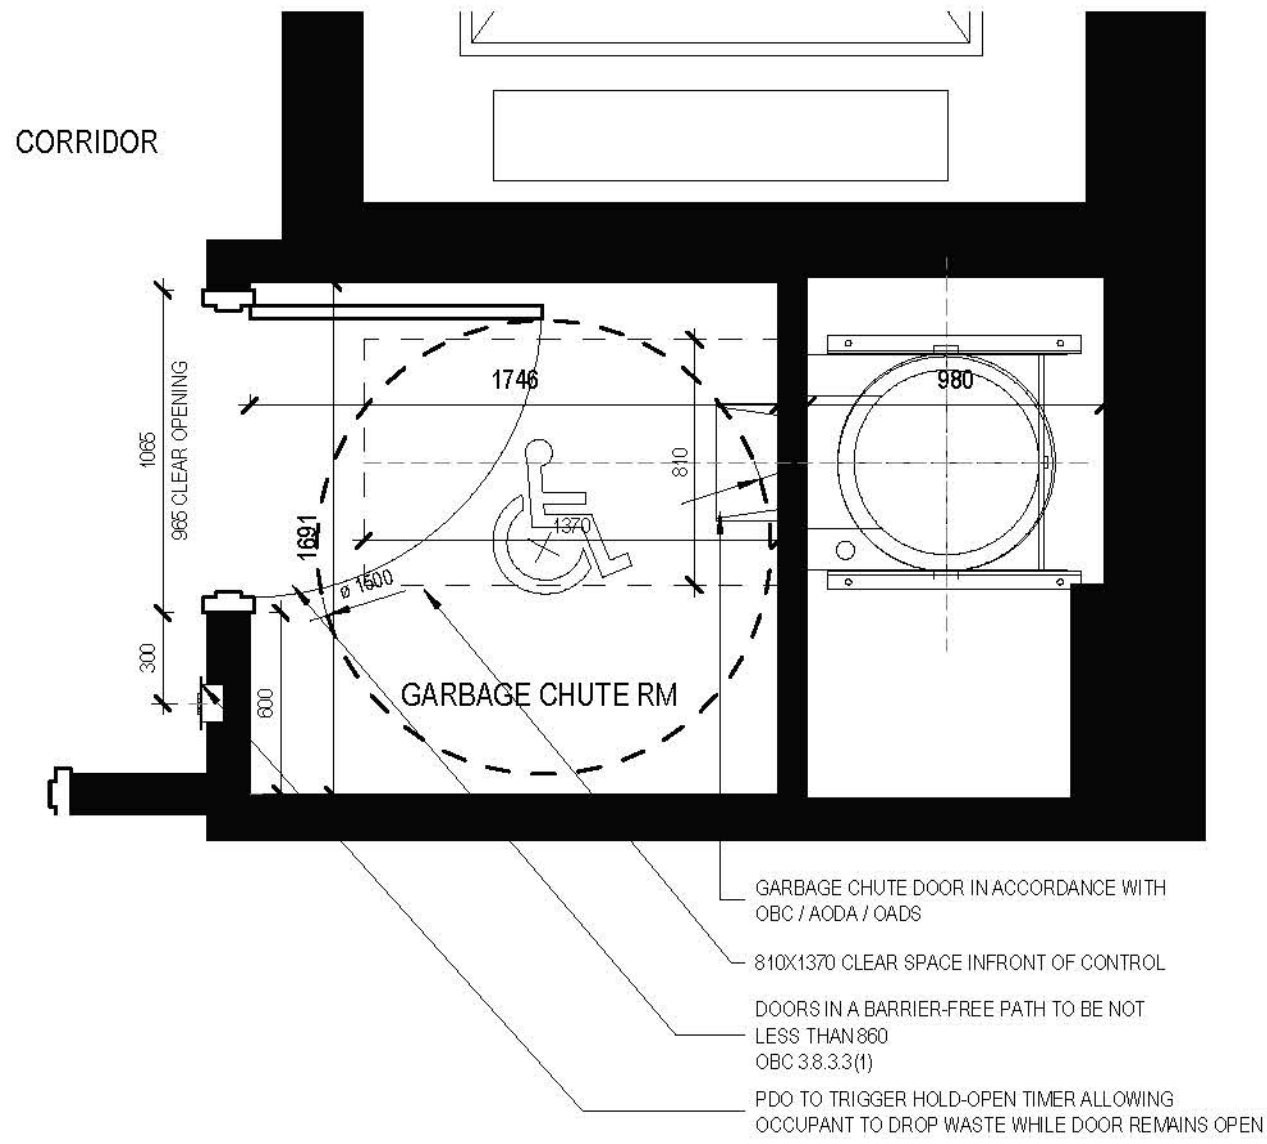 CORRIDOR
1746
980
1065
965 CLEAR OPENING
810
1691
1370
ø 1500
300
600
GARBAGE CHUTE RM
GARBAGE CHUTE DOOR IN ACCORDANCE WITH
OBC / AODA / OADS
810X1370 CLEAR SPACE INFRONT OF CONTROL
DOORS IN A BARRIER-FREE PATH TO BE NOT
LESS THAN 860
OBC 3.8.3.3(1)
PDO TO TRIGGER HOLD-OPEN TIMER ALLOWING
OCCUPANT TO DROP WASTE WHILE DOOR REMAINS OPEN